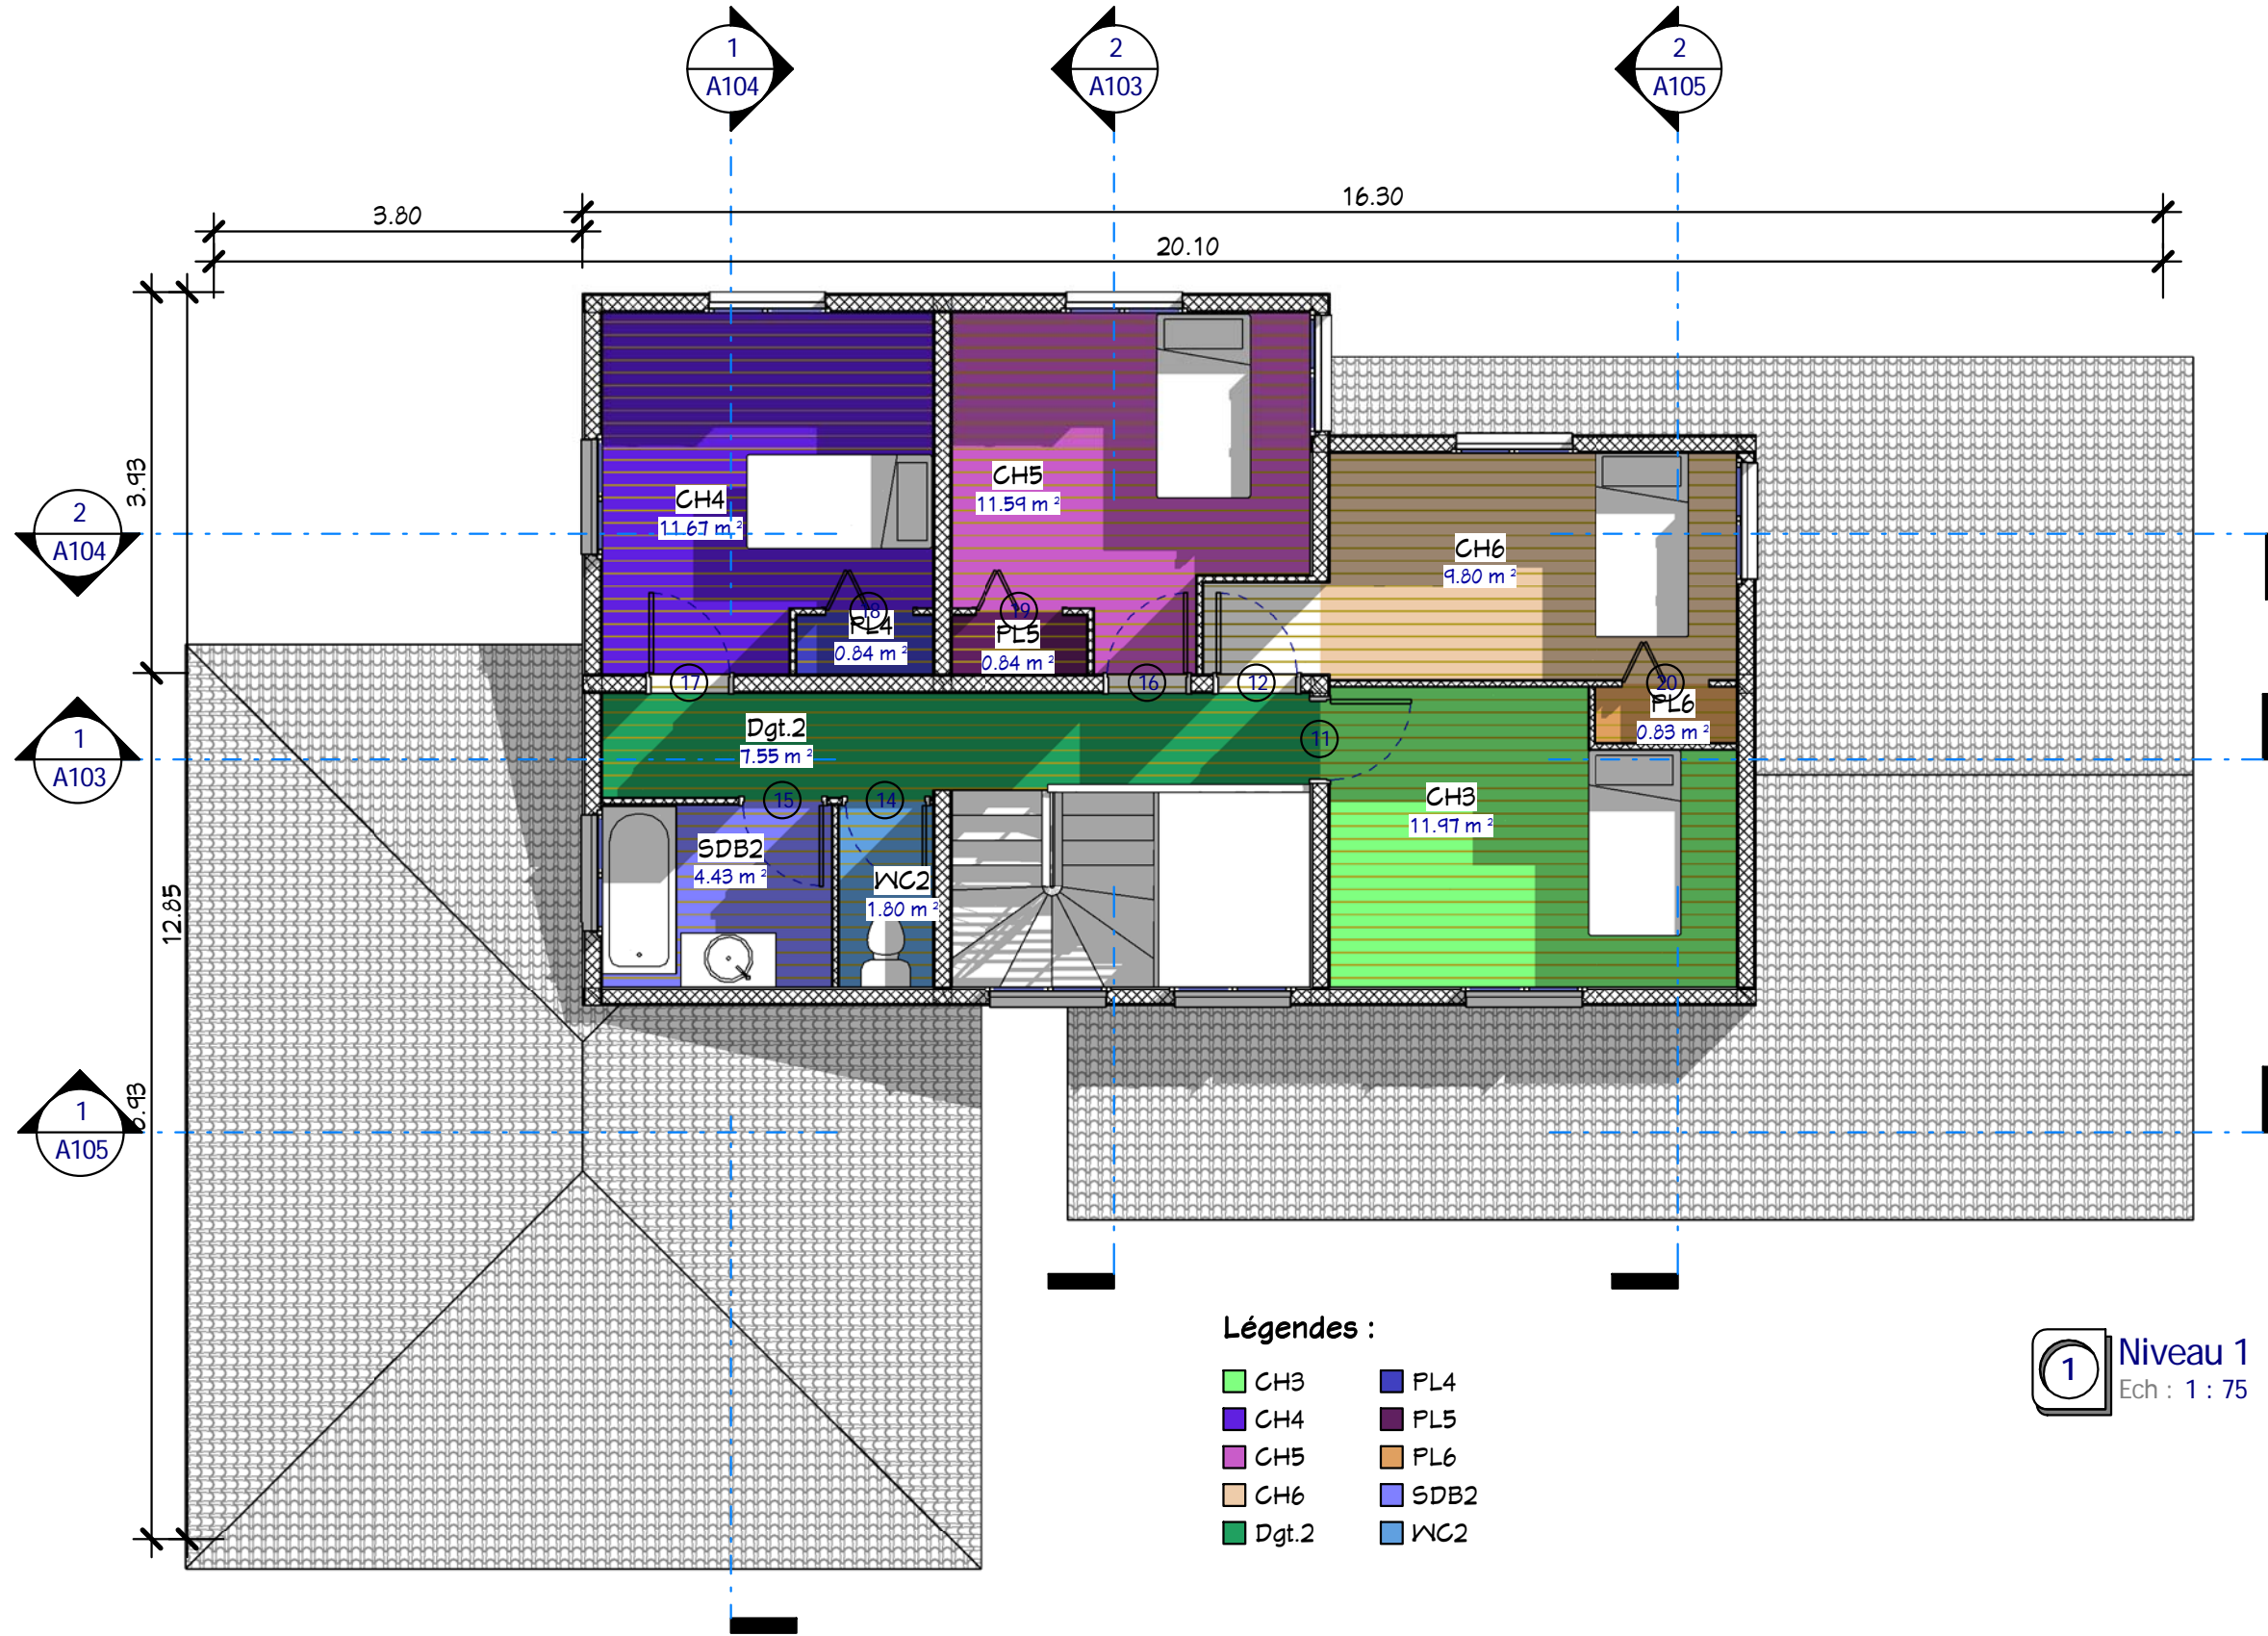 1
A104
2
A103
2
A105
16.30
3.80
20.10
3.93
12.85
2
A104
1
A103
1
A105
CH4
11.67 m²
CH5
11.59 m²
CH6
9.80 m²
18
PL4
0.84 m²
19
PL5
0.84 m²
17
16
12
20
PL6
0.83 m²
Dgt.2
7.55 m²
11
CH3
11.97 m²
15
14
SDB2
4.43 m²
WC2
1.80 m²
Légendes :
CH3
PL4
CH4
PL5
CH5
PL6
CH6
SDB2
Dgt.2
WC2
1
Niveau 1
Ech : 1 : 75